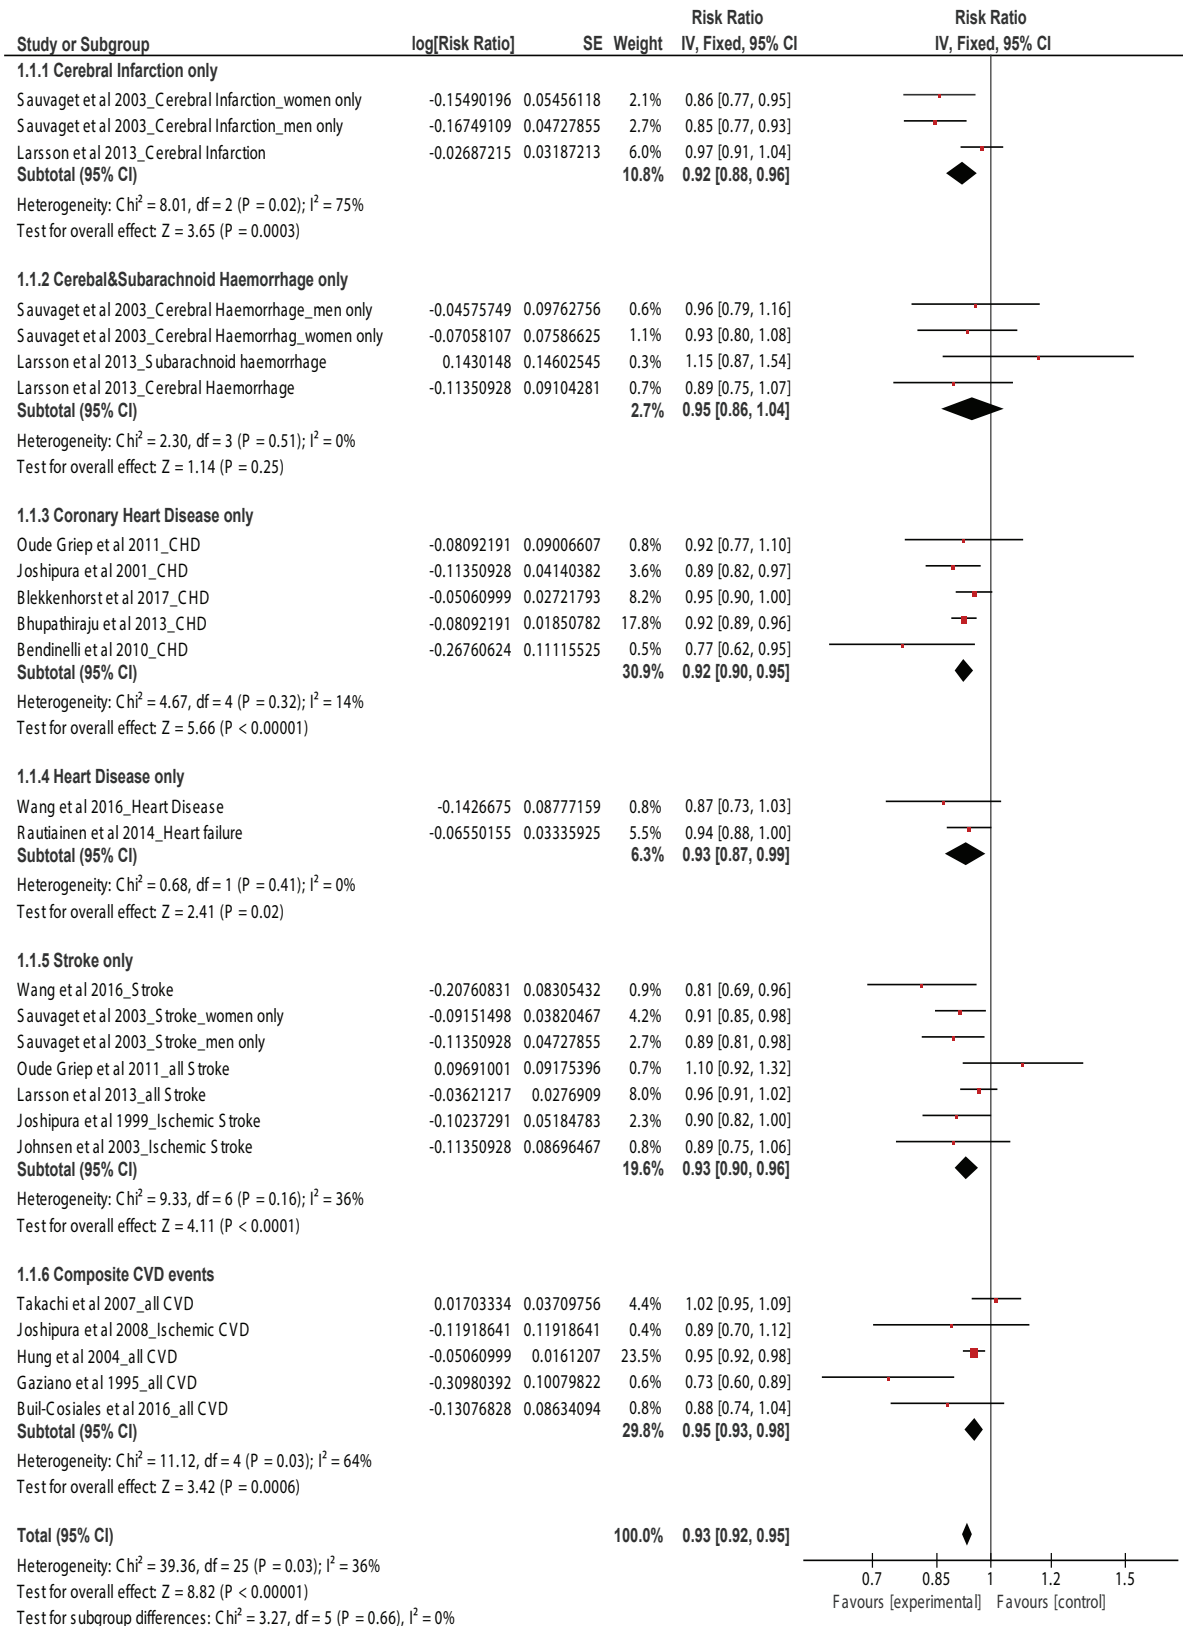 Risk Ratio Risk Ratio
Study or Subgroup log[Risk Ratio] SE Weight IV, Fixed, 95% CI IV, Fixed, 95% CI
1.1.1 Cerebral Infarction only
Sauvaget et al 2003_Cerebral Infarction_women only -0.15490196 0.05456118 2.1% 0.86 [0.77, 0.95]
Sauvaget et al 2003_Cerebral Infarction_men only -0.16749109 0.04727855 2.7% 0.85 [0.77, 0.93]
Larsson et al 2013_Cerebral Infarction -0.02687215 0.03187213 6.0% 0.97 [0.91, 1.04]
Subtotal (95% CI) 10.8% 0.92 [0.88, 0.96]
Heterogeneity: Chi² = 8.01, df = 2 (P = 0.02); I² = 75%
Test for overall effect: Z = 3.65 (P = 0.0003)
1.1.2 Cerebal&Subarachnoid Haemorrhage only
Sauvaget et al 2003_Cerebral Haemorrhage_men only -0.04575749 0.09762756 0.6% 0.96 [0.79, 1.16]
Sauvaget et al 2003_Cerebral Haemorrhag_women only -0.07058107 0.07586625 1.1% 0.93 [0.80, 1.08]
Larsson et al 2013_Subarachnoid haemorrhage 0.1430148 0.14602545 0.3% 1.15 [0.87, 1.54]
Larsson et al 2013_Cerebral Haemorrhage -0.11350928 0.09104281 0.7% 0.89 [0.75, 1.07]
Subtotal (95% CI) 2.7% 0.95 [0.86, 1.04]
Heterogeneity: Chi² = 2.30, df = 3 (P = 0.51); I² = 0%
Test for overall effect: Z = 1.14 (P = 0.25)
1.1.3 Coronary Heart Disease only
Oude Griep et al 2011_CHD -0.08092191 0.09006607 0.8% 0.92 [0.77, 1.10]
Joshipura et al 2001_CHD -0.11350928 0.04140382 3.6% 0.89 [0.82, 0.97]
Blekkenhorst et al 2017_CHD -0.05060999 0.02721793 8.2% 0.95 [0.90, 1.00]
Bhupathiraju et al 2013_CHD -0.08092191 0.01850782 17.8% 0.92 [0.89, 0.96]
Bendinelli et al 2010_CHD -0.26760624 0.11115525 0.5% 0.77 [0.62, 0.95]
Subtotal (95% CI) 30.9% 0.92 [0.90, 0.95]
Heterogeneity: Chi² = 4.67, df = 4 (P = 0.32); I² = 14%
Test for overall effect: Z = 5.66 (P < 0.00001)
1.1.4 Heart Disease only
Wang et al 2016_Heart Disease -0.1426675 0.08777159 0.8% 0.87 [0.73, 1.03]
Rautiainen et al 2014_Heart failure -0.06550155 0.03335925 5.5% 0.94 [0.88, 1.00]
Subtotal (95% CI) 6.3% 0.93 [0.87, 0.99]
Heterogeneity: Chi² = 0.68, df = 1 (P = 0.41); I² = 0%
Test for overall effect: Z = 2.41 (P = 0.02)
1.1.5 Stroke only
Wang et al 2016_Stroke -0.20760831 0.08305432 0.9% 0.81 [0.69, 0.96]
Sauvaget et al 2003_Stroke_women only -0.09151498 0.03820467 4.2% 0.91 [0.85, 0.98]
Sauvaget et al 2003_Stroke_men only -0.11350928 0.04727855 2.7% 0.89 [0.81, 0.98]
Oude Griep et al 2011_all Stroke 0.09691001 0.09175396 0.7% 1.10 [0.92, 1.32]
Larsson et al 2013_all Stroke -0.03621217 0.0276909 8.0% 0.96 [0.91, 1.02]
Joshipura et al 1999_Ischemic Stroke -0.10237291 0.05184783 2.3% 0.90 [0.82, 1.00]
Johnsen et al 2003_Ischemic Stroke -0.11350928 0.08696467 0.8% 0.89 [0.75, 1.06]
Subtotal (95% CI) 19.6% 0.93 [0.90, 0.96]
Heterogeneity: Chi² = 9.33, df = 6 (P = 0.16); I² = 36%
Test for overall effect: Z = 4.11 (P < 0.0001)
1.1.6 Composite CVD events
Takachi et al 2007_all CVD 0.01703334 0.03709756 4.4% 1.02 [0.95, 1.09]
Joshipura et al 2008_Ischemic CVD -0.11918641 0.11918641 0.4% 0.89 [0.70, 1.12]
Hung et al 2004_all CVD -0.05060999 0.0161207 23.5% 0.95 [0.92, 0.98]
Gaziano et al 1995_all CVD -0.30980392 0.10079822 0.6% 0.73 [0.60, 0.89]
Buil-Cosiales et al 2016_all CVD -0.13076828 0.08634094 0.8% 0.88 [0.74, 1.04]
Subtotal (95% CI) 29.8% 0.95 [0.93, 0.98]
Heterogeneity: Chi² = 11.12, df = 4 (P = 0.03); I² = 64%
Test for overall effect: Z = 3.42 (P = 0.0006)
Total (95% CI) 100.0% 0.93 [0.92, 0.95]
Heterogeneity: Chi² = 39.36, df = 25 (P = 0.03); I² = 36%
Test for overall effect: Z = 8.82 (P < 0.00001)
Test for subgroup differences: Chi² = 3.27, df = 5 (P = 0.66), I² = 0%
0.7 0.85 1 1.2 1.5
Favours [experimental] Favours [control]